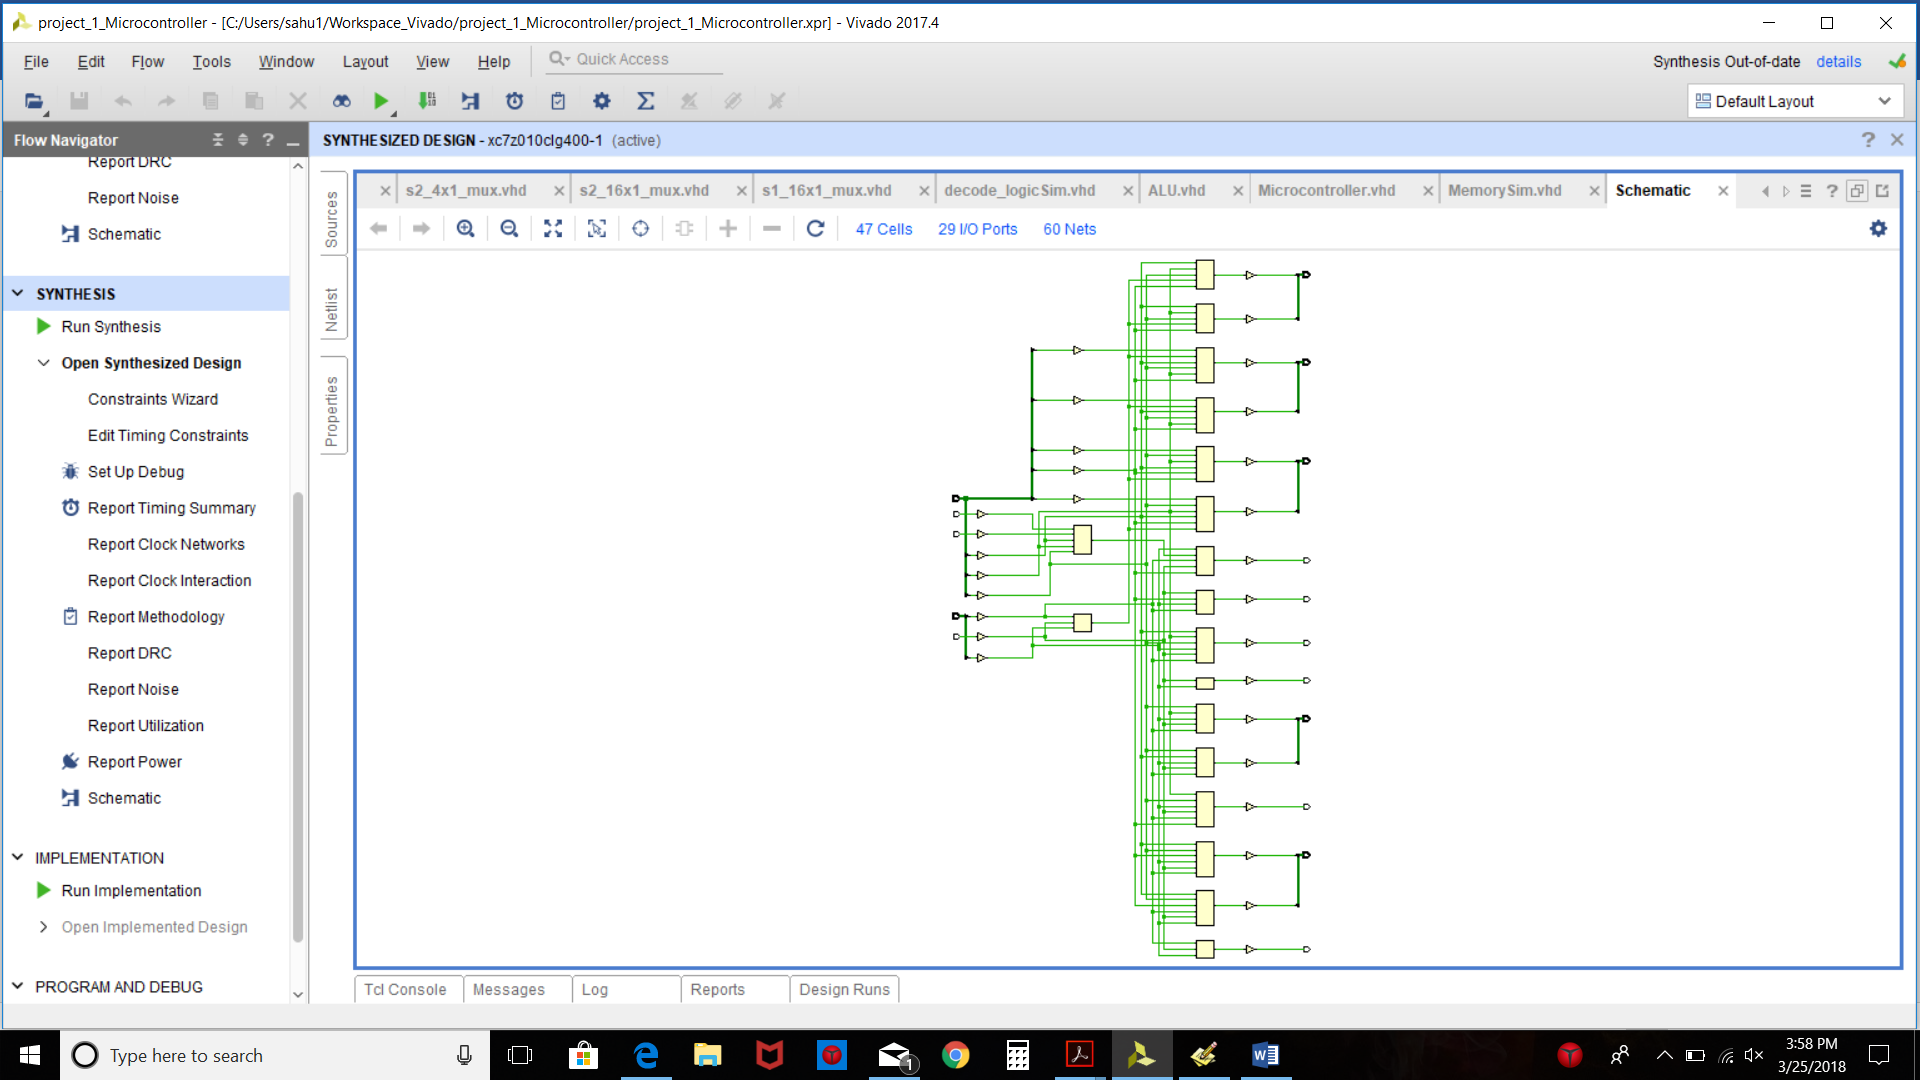 project_1_Microcontroller - [C:/Users/sahu1/Workspace_Vivado/project_1_Microcontroller/project_1_Microcontroller.xpr] - Vivado 2017.4
File Edit Flow Tools Window Layout View Help Quick Access
Synthesis Out-of-date details
Default Layout
Flow Navigator
SYNTHESIZED DESIGN - xc7z010clg400-1 (active)
Report DRC
Report Noise
Schematic
SYNTHESIS
Run Synthesis
Open Synthesized Design
Constraints Wizard
Edit Timing Constraints
Set Up Debug
Report Timing Summary
Report Clock Networks
Report Clock Interaction
Report Methodology
Report DRC
Report Noise
Report Utilization
Report Power
Schematic
IMPLEMENTATION
Run Implementation
Open Implemented Design
PROGRAM AND DEBUG
Sources
Netlist
Properties
s2_4x1_mux.vhd s2_16x1_mux.vhd s1_16x1_mux.vhd decode_logicSim.vhd ALU.vhd Microcontroller.vhd MemorySim.vhd Schematic
47 Cells 29 I/O Ports 60 Nets
Tcl Console Messages Log Reports Design Runs
Type here to search
1
3:58 PM
3/25/2018